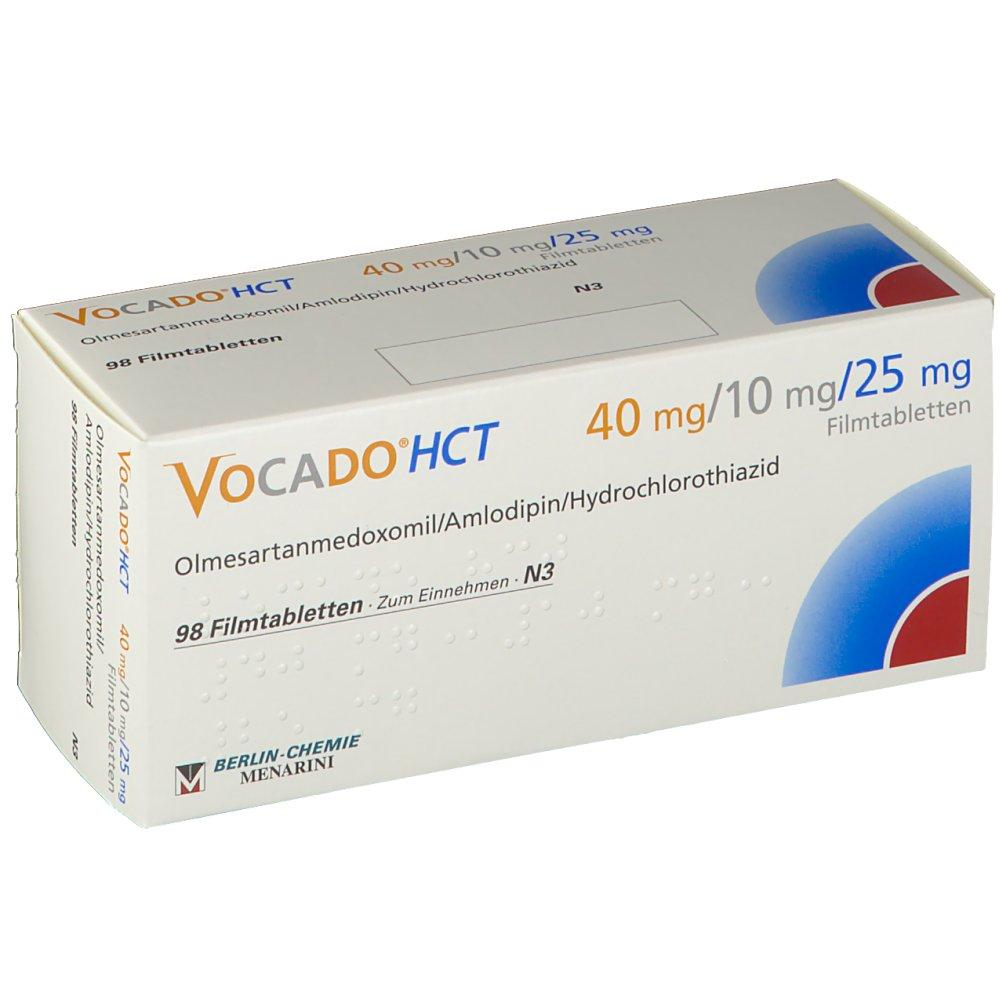 VOCADO® HCT 40 mg/10 mg/25 mg
Filmtabletten
Olmesartanmedoxomil/Amlodipin/Hydrochlorothiazid
98 Filmtabletten
N3
VOCADO® HCT 40 mg/10 mg/25 mg
Filmtabletten
Olmesartanmedoxomil/Amlodipin/Hydrochlorothiazid
98 Filmtabletten · Zum Einnehmen · N3
BERLIN-CHEMIE
MENARINI
VOCADO® HCT 40 mg/10 mg/25 mg
Filmtabletten
Olmesartanmedoxomil/
Amlodipin/Hydrochlorothiazid
98 Filmtabletten N3